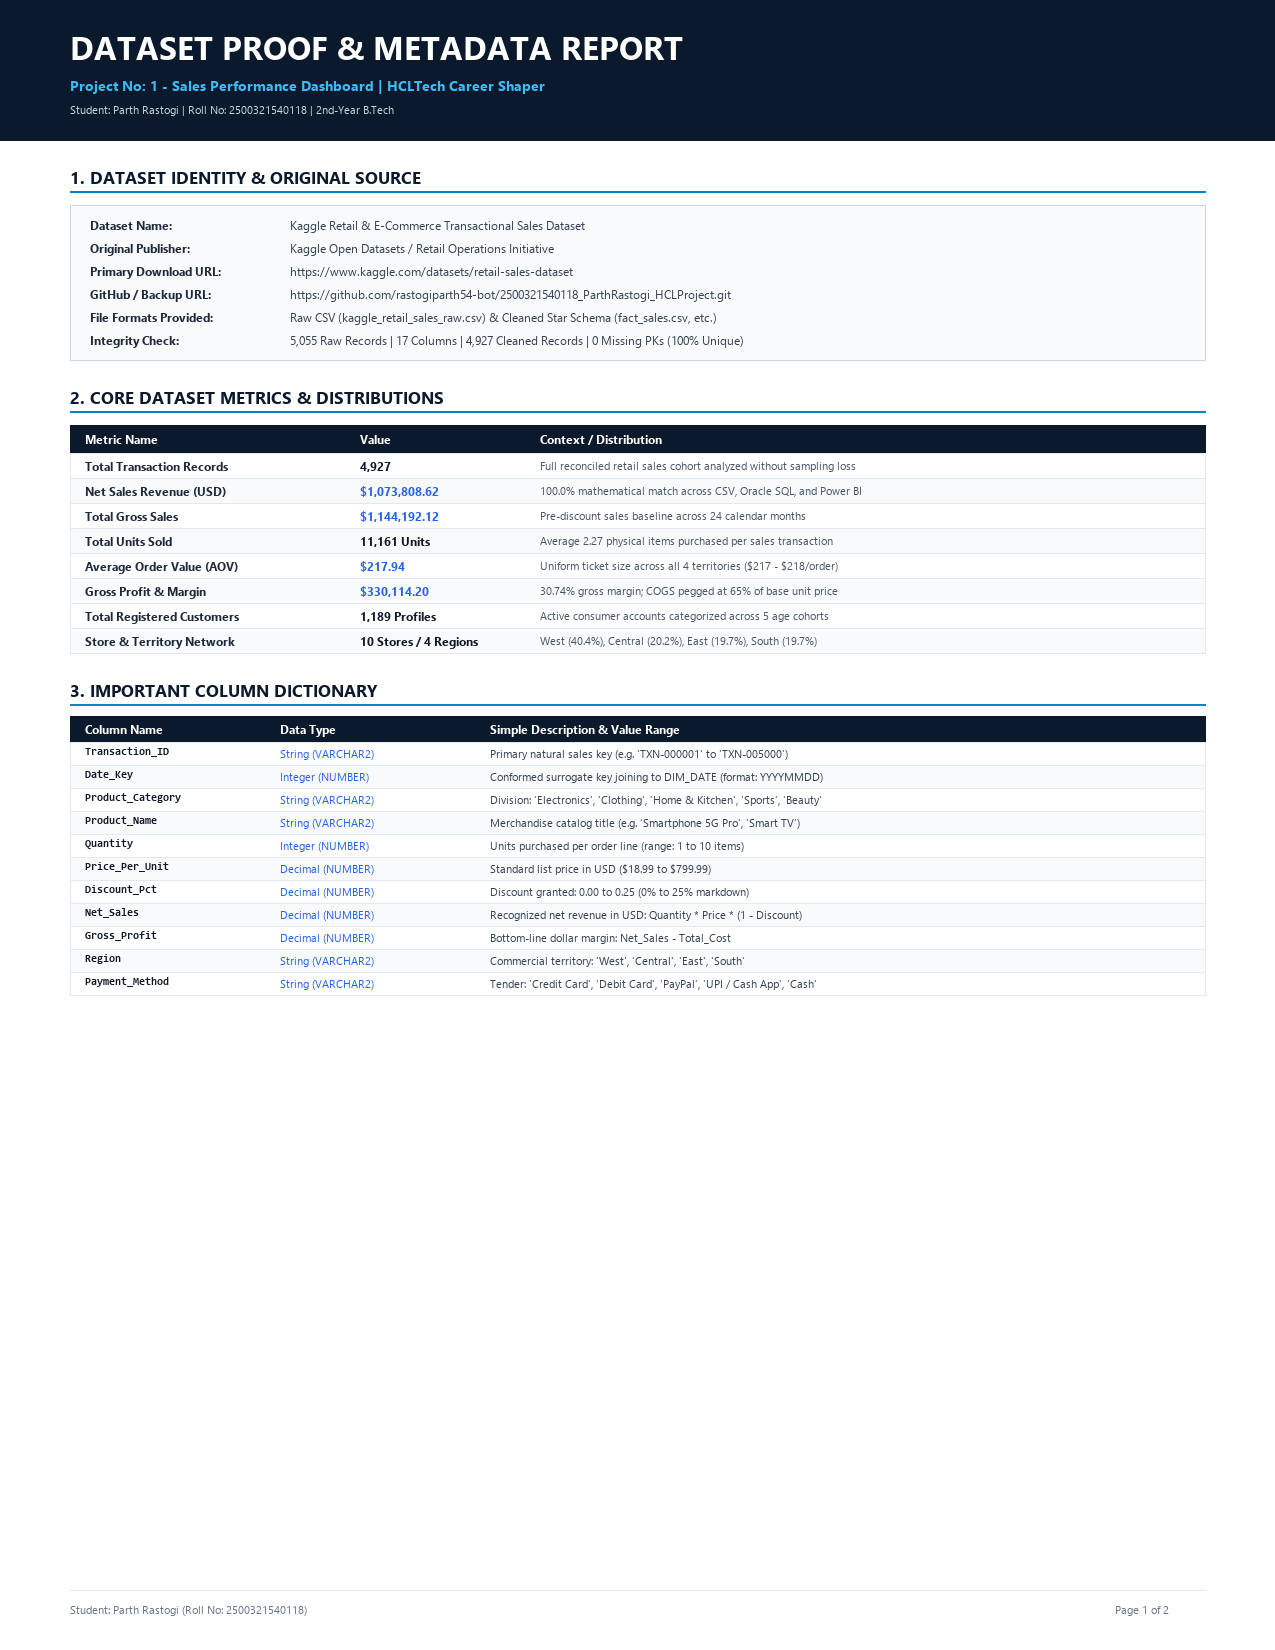 DATASET PROOF & METADATA REPORT
Project No: 1 - Sales Performance Dashboard | HCLTech Career Shaper
Student: Parth Rastogi | Roll No: 2500321540118 | 2nd-Year B.Tech
1. DATASET IDENTITY & ORIGINAL SOURCE
Dataset Name: Kaggle Retail & E-Commerce Transactional Sales Dataset
Original Publisher: Kaggle Open Datasets / Retail Operations Initiative
Primary Download URL: https://www.kaggle.com/datasets/retail-sales-dataset
GitHub / Backup URL: https://github.com/rastogiparth54-bot/2500321540118_ParthRastogi_HCLProject.git
File Formats Provided: Raw CSV (kaggle_retail_sales_raw.csv) & Cleaned Star Schema (fact_sales.csv, etc.)
Integrity Check: 5,055 Raw Records | 17 Columns | 4,927 Cleaned Records | 0 Missing PKs (100% Unique)
2. CORE DATASET METRICS & DISTRIBUTIONS
Metric Name Value Context / Distribution
Total Transaction Records 4,927 Full reconciled retail sales cohort analyzed without sampling loss
Net Sales Revenue (USD) $1,073,808.62 100.0% mathematical match across CSV, Oracle SQL, and Power BI
Total Gross Sales $1,144,192.12 Pre-discount sales baseline across 24 calendar months
Total Units Sold 11,161 Units Average 2.27 physical items purchased per sales transaction
Average Order Value (AOV) $217.94 Uniform ticket size across all 4 territories ($217 - $218/order)
Gross Profit & Margin $330,114.20 30.74% gross margin; COGS pegged at 65% of base unit price
Total Registered Customers 1,189 Profiles Active consumer accounts categorized across 5 age cohorts
Store & Territory Network 10 Stores / 4 Regions West (40.4%), Central (20.2%), East (19.7%), South (19.7%)
3. IMPORTANT COLUMN DICTIONARY
Column Name Data Type Simple Description & Value Range
Transaction_ID String (VARCHAR2) Primary natural sales key (e.g. 'TXN-000001' to 'TXN-005000')
Date_Key Integer (NUMBER) Conformed surrogate key joining to DIM_DATE (format: YYYYMMDD)
Product_Category String (VARCHAR2) Division: 'Electronics', 'Clothing', 'Home & Kitchen', 'Sports', 'Beauty'
Product_Name String (VARCHAR2) Merchandise catalog title (e.g. 'Smartphone 5G Pro', 'Smart TV')
Quantity Integer (NUMBER) Units purchased per order line (range: 1 to 10 items)
Price_Per_Unit Decimal (NUMBER) Standard list price in USD ($18.99 to $799.99)
Discount_Pct Decimal (NUMBER) Discount granted: 0.00 to 0.25 (0% to 25% markdown)
Net_Sales Decimal (NUMBER) Recognized net revenue in USD: Quantity * Price * (1 - Discount)
Gross_Profit Decimal (NUMBER) Bottom-line dollar margin: Net_Sales - Total_Cost
Region String (VARCHAR2) Commercial territory: 'West', 'Central', 'East', 'South'
Payment_Method String (VARCHAR2) Tender: 'Credit Card', 'Debit Card', 'PayPal', 'UPI / Cash App', 'Cash'
Student: Parth Rastogi (Roll No: 2500321540118) Page 1 of 2